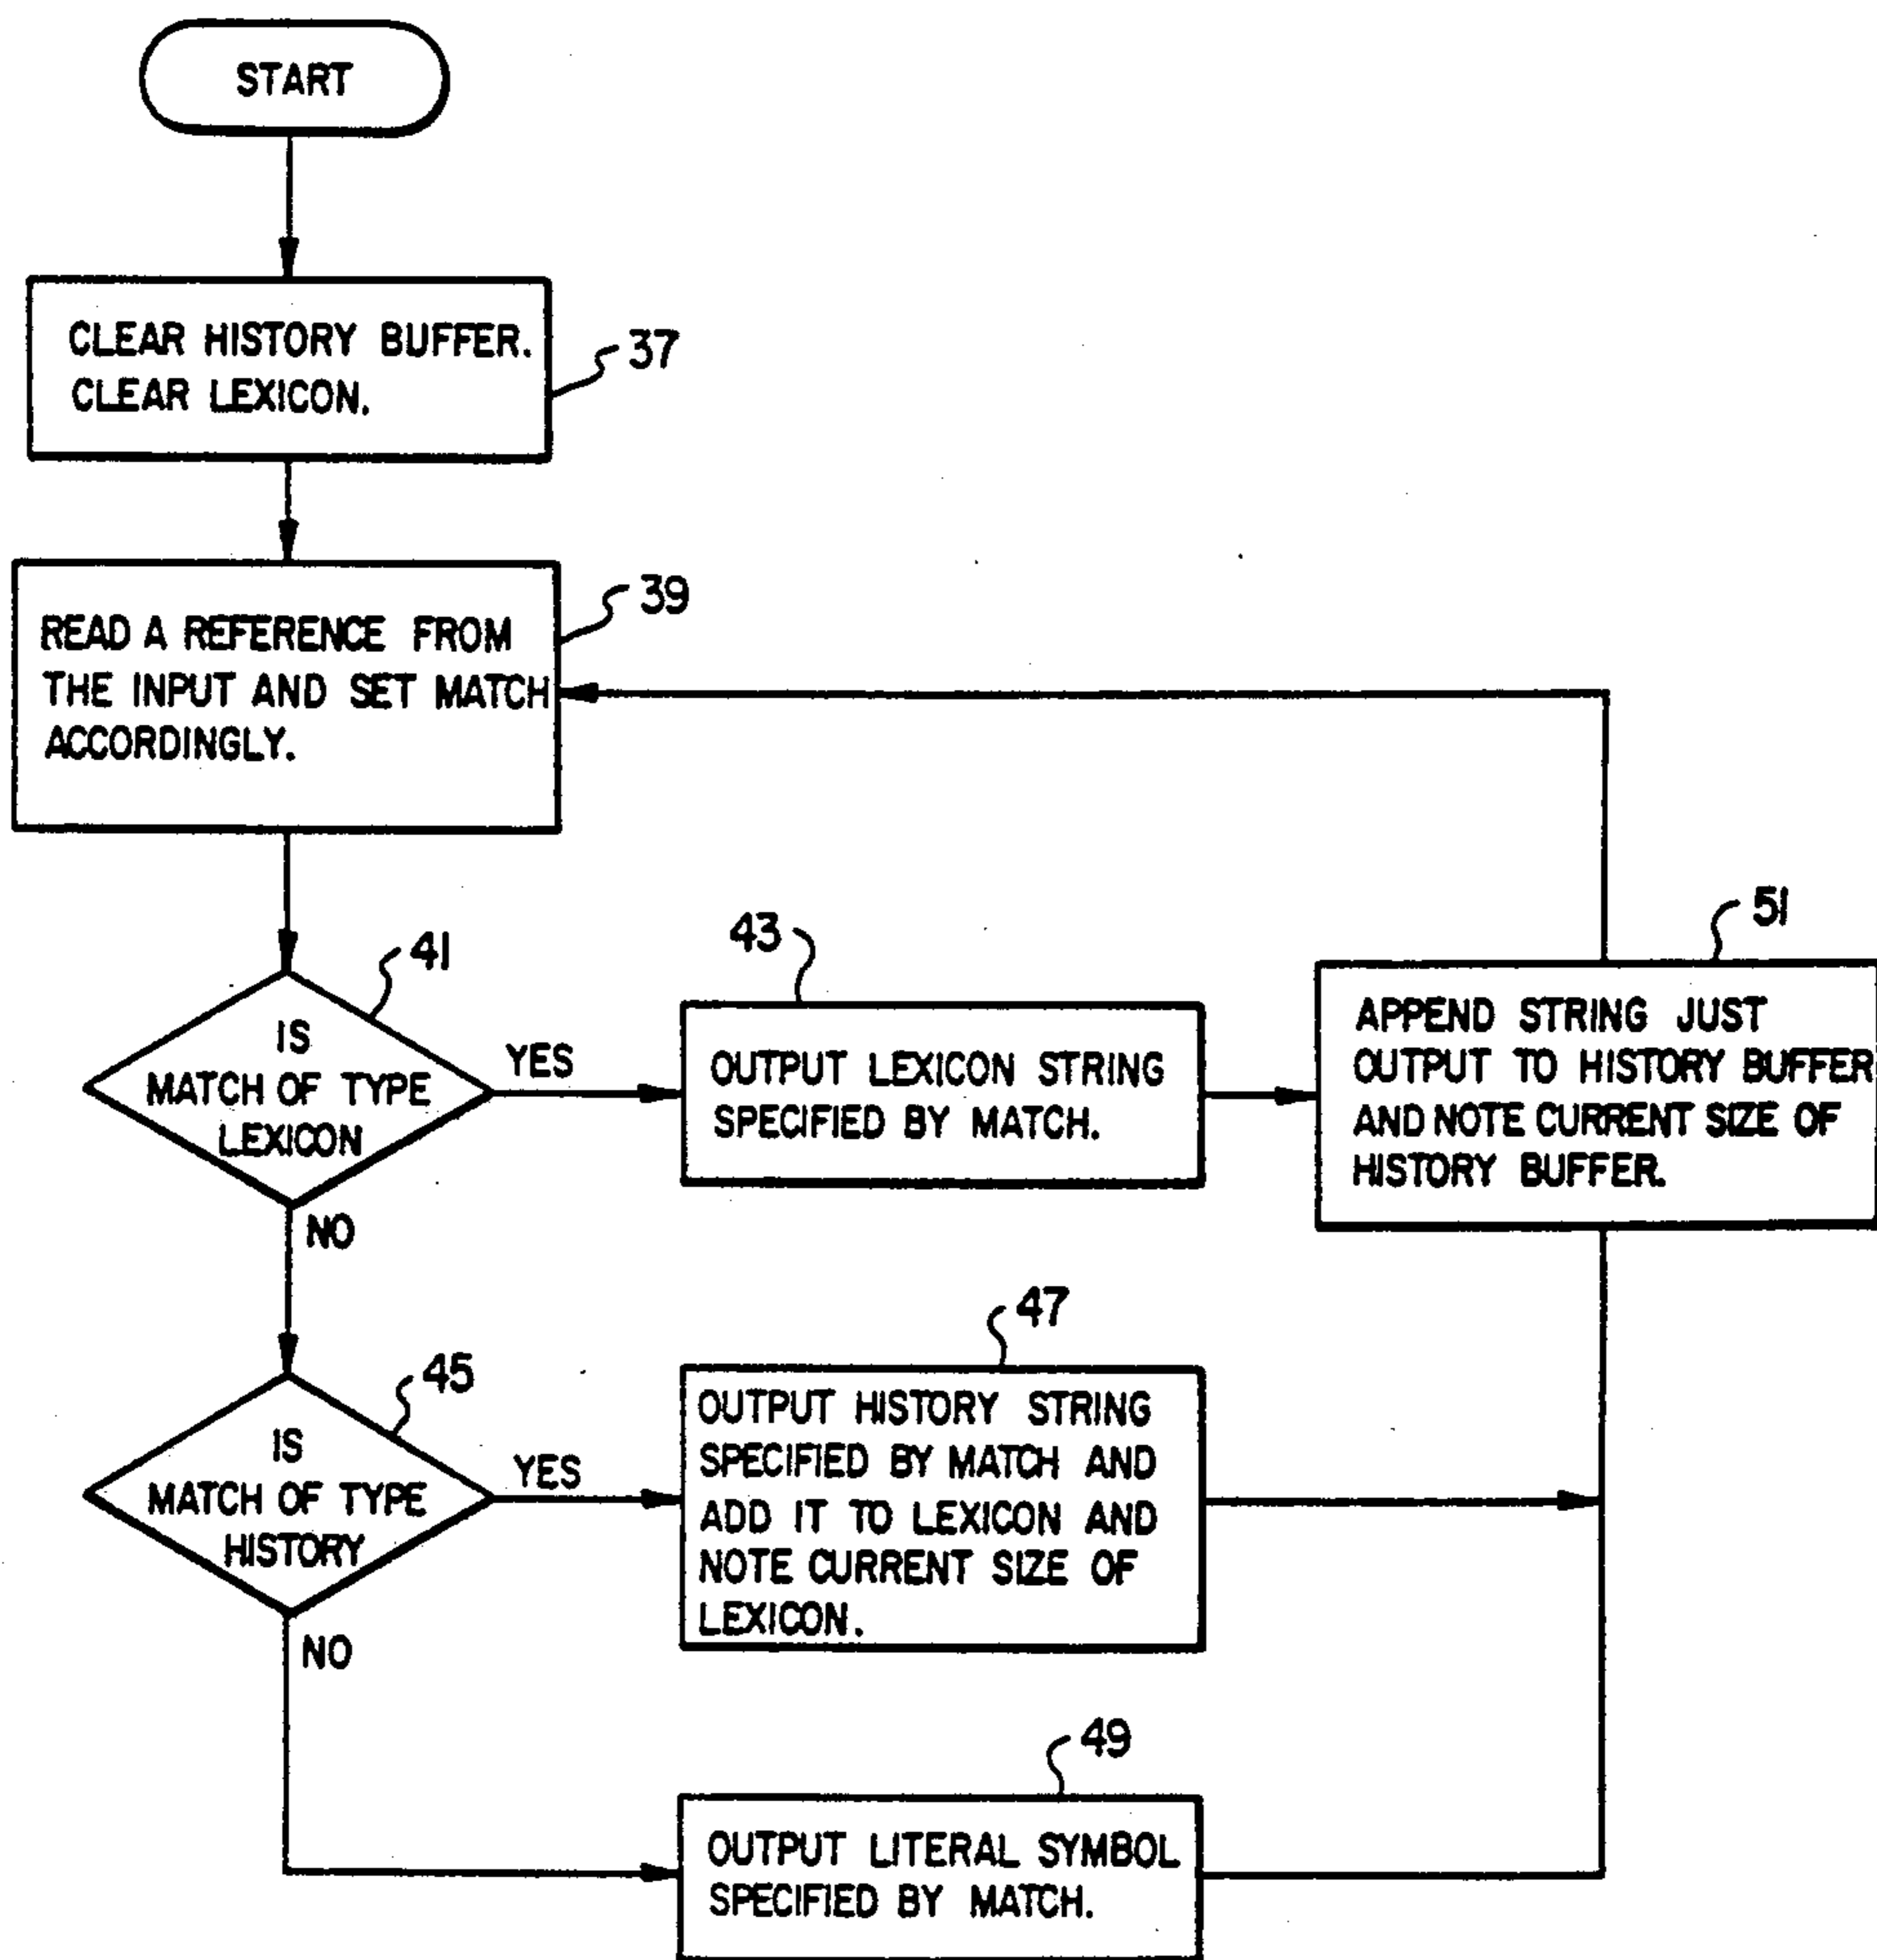 START
CLEAR HISTORY BUFFER.
CLEAR LEXICON.
37
READ A REFERENCE FROM
THE INPUT AND SET MATCH
ACCORDINGLY.
39
IS
MATCH OF TYPE
LEXICON
41
YES
NO
OUTPUT LEXICON STRING
SPECIFIED BY MATCH.
43
APPEND STRING JUST
OUTPUT TO HISTORY BUFFER
AND NOTE CURRENT SIZE OF
HISTORY BUFFER.
51
IS
MATCH OF TYPE
HISTORY
45
YES
NO
OUTPUT HISTORY STRING
SPECIFIED BY MATCH AND
ADD IT TO LEXICON AND
NOTE CURRENT SIZE OF
LEXICON.
47
OUTPUT LITERAL SYMBOL
SPECIFIED BY MATCH.
49